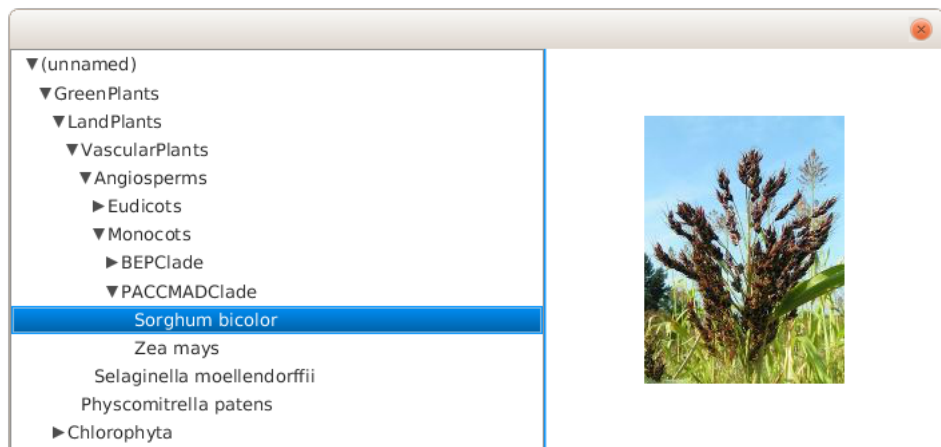 (unnamed)
GreenPlants
LandPlants
VascularPlants
Angiosperms
Eudicots
Monocots
BEPClade
PACCMADClade
Sorghum bicolor
Zea mays
Selaginella moellendorffii
Physcomitrella patens
Chlorophyta